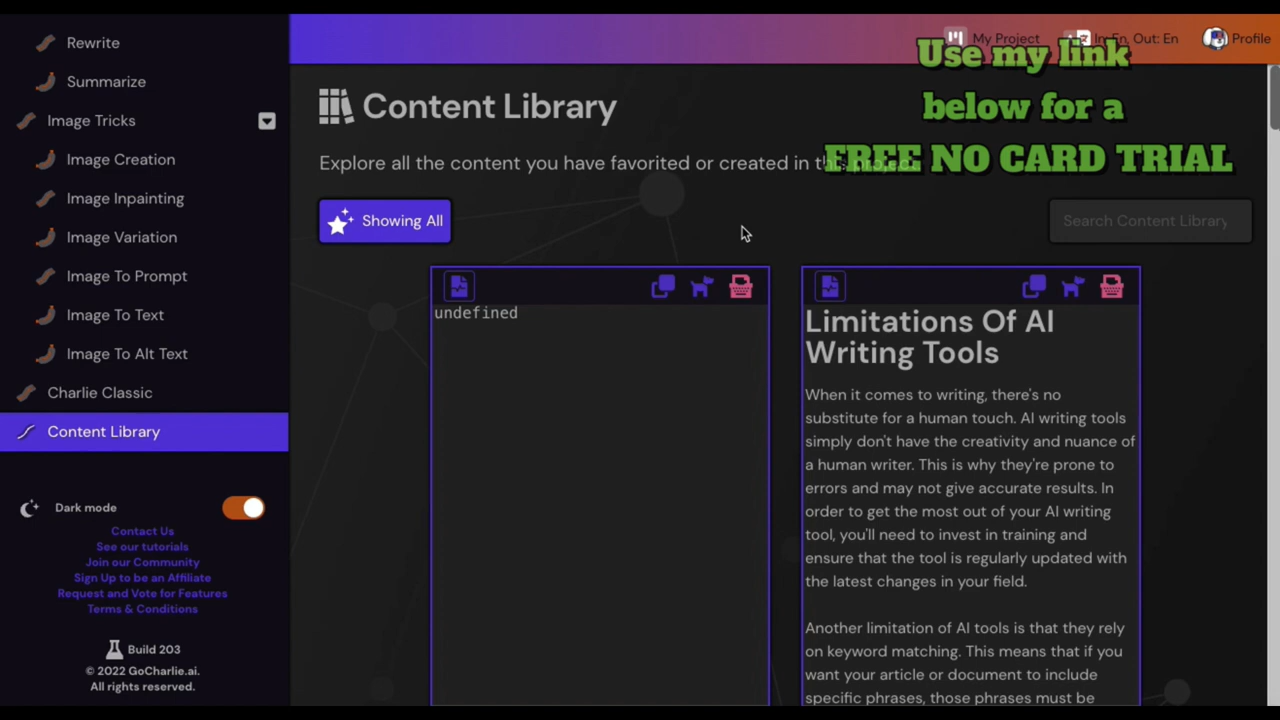 Rewrite
Summarize
Image Tricks
Image Creation
Image Inpainting
Image Variation
Image To Prompt
Image To Text
Image To Alt Text
Charlie Classic
Content Library
Dark mode
Contact Us
See our tutorials
Join our Community
Sign Up to be an Affiliate
Request and Vote for Features
Terms & Conditions
Build 203
© 2022 GoCharlie.ai.
All rights reserved.
My Project
In: En, Out: En
Profile
Use my link
below for a
FREE NO CARD TRIAL
Content Library
Explore all the content you have favorited or created in this project.
Showing All
Search Content Library
undefined
Limitations Of AI
Writing Tools
When it comes to writing, there's no
substitute for a human touch. AI writing tools
simply don't have the creativity and nuance of
a human writer. This is why they're prone to
errors and may not give accurate results. In
order to get the most out of your AI writing
tool, you'll need to invest in training and
ensure that the tool is regularly updated with
the latest changes in your field.
Another limitation of AI tools is that they rely
on keyword matching. This means that if you
want your article or document to include
specific phrases, those phrases must be